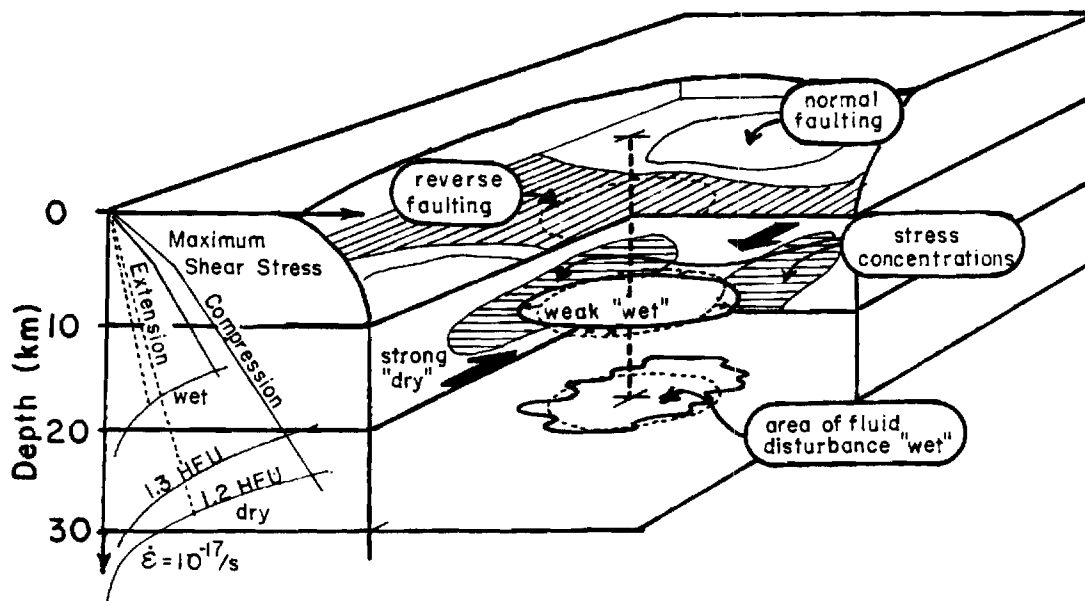 normal
faulting
reverse
faulting
stress
concentrations
Maximum
Shear Stress
Extension
Compression
weak "wet"
strong
"dry"
wet
area of fluid
disturbance "wet"
1.3 HFU
1.2 HFU
dry
ε̇ = 10⁻¹⁷/s
Depth (km)
0
10
20
30